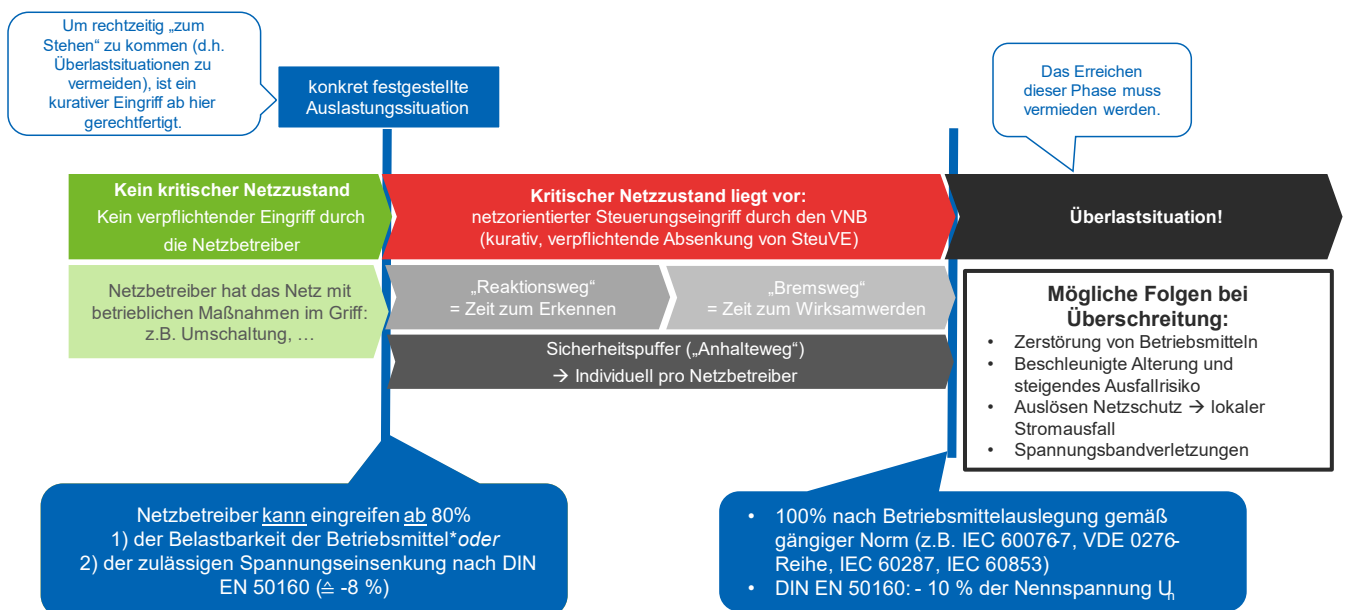 Um rechtzeitig „zum
Stehen“ zu kommen (d.h.
Überlastsituationen zu
vermeiden), ist ein
kurativer Eingriff ab hier
gerechtfertigt.
konkret festgestellte
Auslastungssituation
Das Erreichen
dieser Phase muss
vermieden werden.
Kein kritischer Netzzustand
Kein verpflichtender Eingriff durch
die Netzbetreiber
Kritischer Netzzustand liegt vor:
netzorientierter Steuerungseingriff durch den VNB
(kurativ, verpflichtende Absenkung von SteuVE)
Überlastsituation!
Netzbetreiber hat das Netz mit
betrieblichen Maßnahmen im Griff:
z.B. Umschaltung, …
„Reaktionsweg“
= Zeit zum Erkennen
„Bremsweg“
= Zeit zum Wirksamwerden
Sicherheitspuffer („Anhalteweg“)
→ Individuell pro Netzbetreiber
Mögliche Folgen bei
Überschreitung:
• Zerstörung von Betriebsmitteln
• Beschleunigte Alterung und
steigendes Ausfallrisiko
• Auslösen Netzschutz → lokaler
Stromausfall
• Spannungsbandverletzungen
Netzbetreiber kann eingreifen ab 80%
1) der Belastbarkeit der Betriebsmittel*oder
2) der zulässigen Spannungseinsenkung nach DIN
EN 50160 (≙ -8 %)
• 100% nach Betriebsmittelauslegung gemäß
gängiger Norm (z.B. IEC 60076-7, VDE 0276-
Reihe, IEC 60287, IEC 60853)
• DIN EN 50160: - 10 % der Nennspannung Un